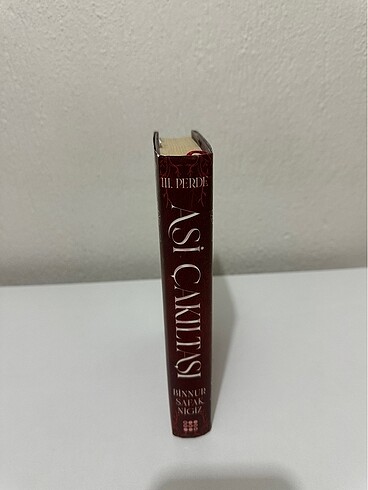 III. PERDE
ASİ ÇAKILTAŞI
BİNNUR
ŞAFAK
NİGİZ